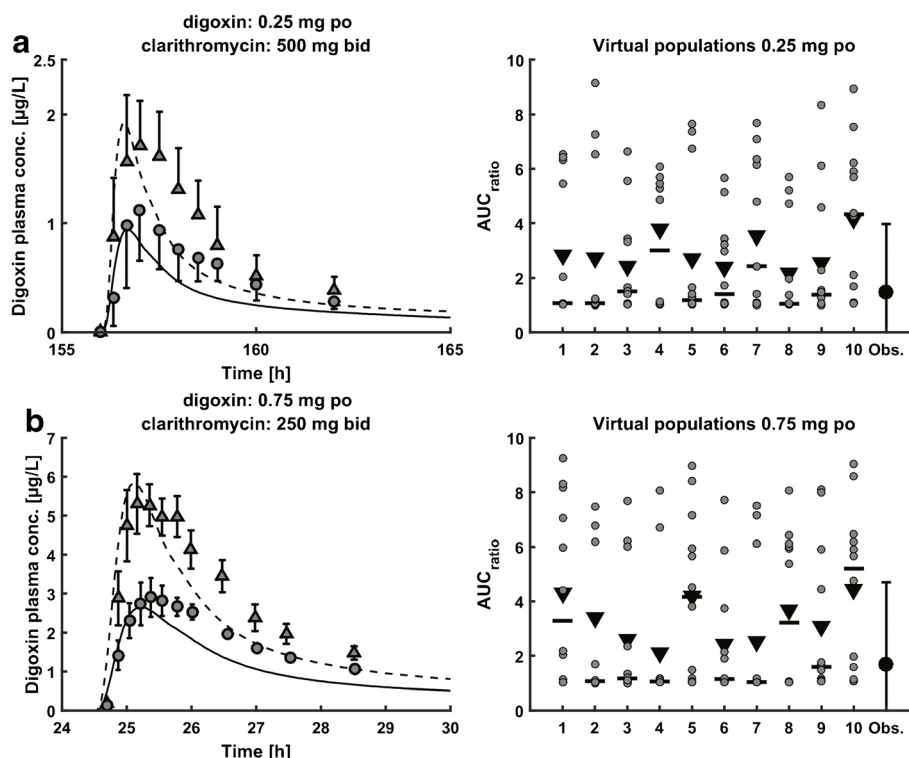 a
digoxin: 0.25 mg po
clarithromycin: 500 mg bid
Digoxin plasma conc. [µg/L]
2.5
2
1
0
155
160
165
Time [h]
Virtual populations 0.25 mg po
AUC ratio
10
8
6
4
2
0
1 2 3 4 5 6 7 8 9 10 Obs.
b
digoxin: 0.75 mg po
clarithromycin: 250 mg bid
Digoxin plasma conc. [µg/L]
7
6
5
4
3
2
1
0
24 25 26 27 28 29 30
Time [h]
Virtual populations 0.75 mg po
AUC ratio
10
8
6
4
2
0
1 2 3 4 5 6 7 8 9 10 Obs.